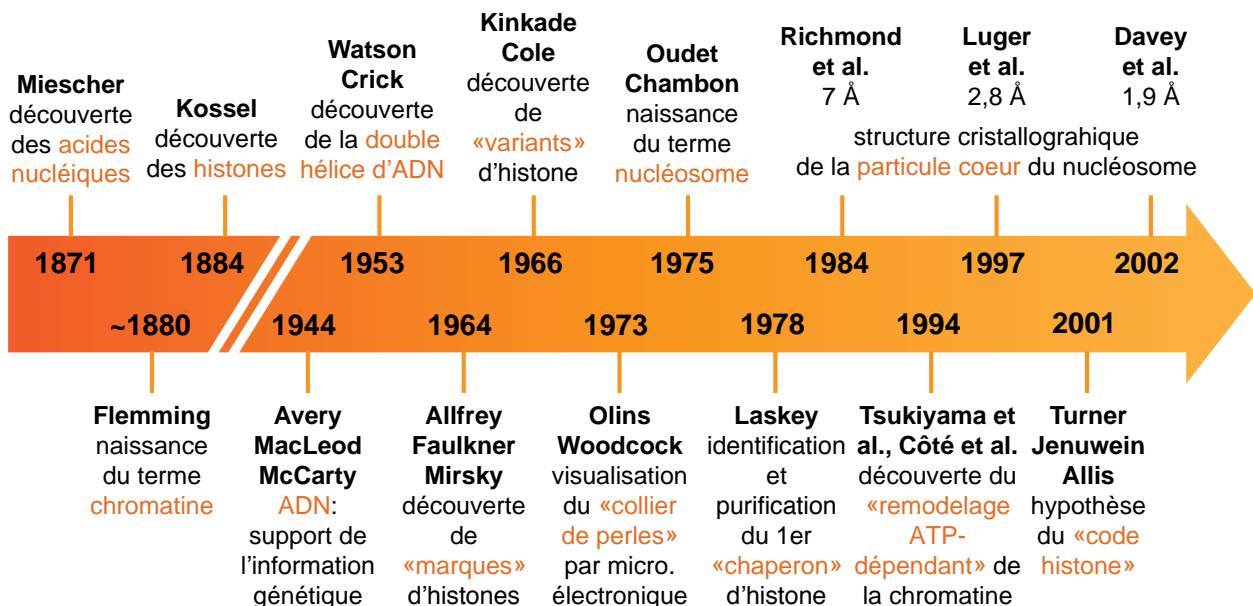 Miescher
découverte
des acides
nucléiques
Kossel
découverte
des histones
Watson
Crick
découverte
de la double
hélice d'ADN
Kinkade
Cole
découverte
de
«variants»
d'histone
Oudet
Chambon
naissance
du terme
nucléosome
Richmond
et al.
7 Å
Luger
et al.
2,8 Å
Davey
et al.
1,9 Å
structure cristallograhique
de la particule coeur du nucléosome
1871
1884
1953
1966
1975
1984
1997
2002
~1880
1944
1964
1973
1978
1994
2001
Flemming
naissance
du terme
chromatine
Avery
MacLeod
McCarty
ADN:
support de
l'information
génétique
Allfrey
Faulkner
Mirsky
découverte
de
«marques»
d'histones
Olins
Woodcock
visualisation
du «collier
de perles»
par micro.
électronique
Laskey
identification
et
purification
du 1er
«chaperon»
d'histone
Tsukiyama et
al., Côté et al.
découverte du
«remodelage
ATP-
dépendant» de
la chromatine
Turner
Jenuwein
Allis
hypothèse
du «code
histone»